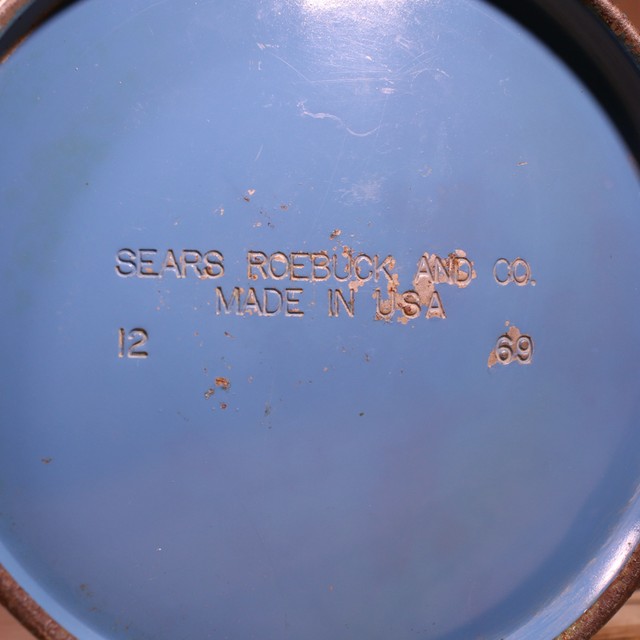 SEARS ROEBUCK AND CO.
MADE IN USA
12 69